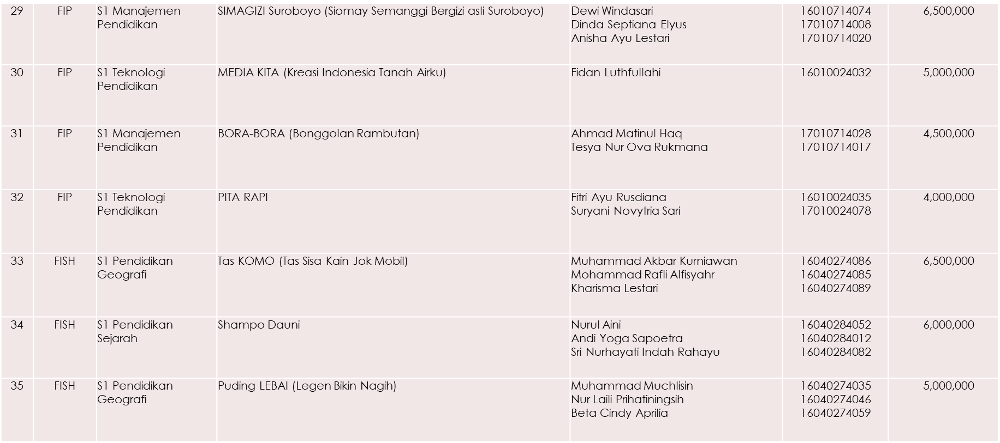 29 FIP S1 Manajemen SIMAGIZI Suroboyo (Siomay Semanggi Bergizi asli Suroboyo) Dewi Windasari 16010714074 6,500,000
Pendidikan Dinda Septiana Elyus 17010714008
Anisha Ayu Lestari 17010714020
30 FIP S1 Teknologi MEDIA KITA (Kreasi Indonesia Tanah Airku) Fidan Luthfullahi 16010024032 5,000,000
Pendidikan
31 FIP S1 Manajemen BORA-BORA (Bonggolan Rambutan) Ahmad Matinul Haq 17010714028 4,500,000
Pendidikan Tesya Nur Ova Rukmana 17010714017
32 FIP S1 Teknologi PITA RAPI Fitri Ayu Rusdiana 16010024035 4,000,000
Pendidikan Suryani Novytria Sari 17010024078
33 FISH S1 Pendidikan Tas KOMO (Tas Sisa Kain Jok Mobil) Muhammad Akbar Kurniawan 16040274086 6,500,000
Geografi Mohammad Rafli Alfisyahr 16040274085
Kharisma Lestari 16040274089
34 FISH S1 Pendidikan Shampo Dauni Nurul Aini 16040284052 6,000,000
Sejarah Andi Yoga Sapoetra 16040284012
Sri Nurhayati Indah Rahayu 16040284082
35 FISH S1 Pendidikan Puding LEBAI (Legen Bikin Nagih) Muhammad Muchlisin 16040274035 5,000,000
Geografi Nur Laili Prihatiningsih 16040274046
Beta Cindy Aprilia 16040274059